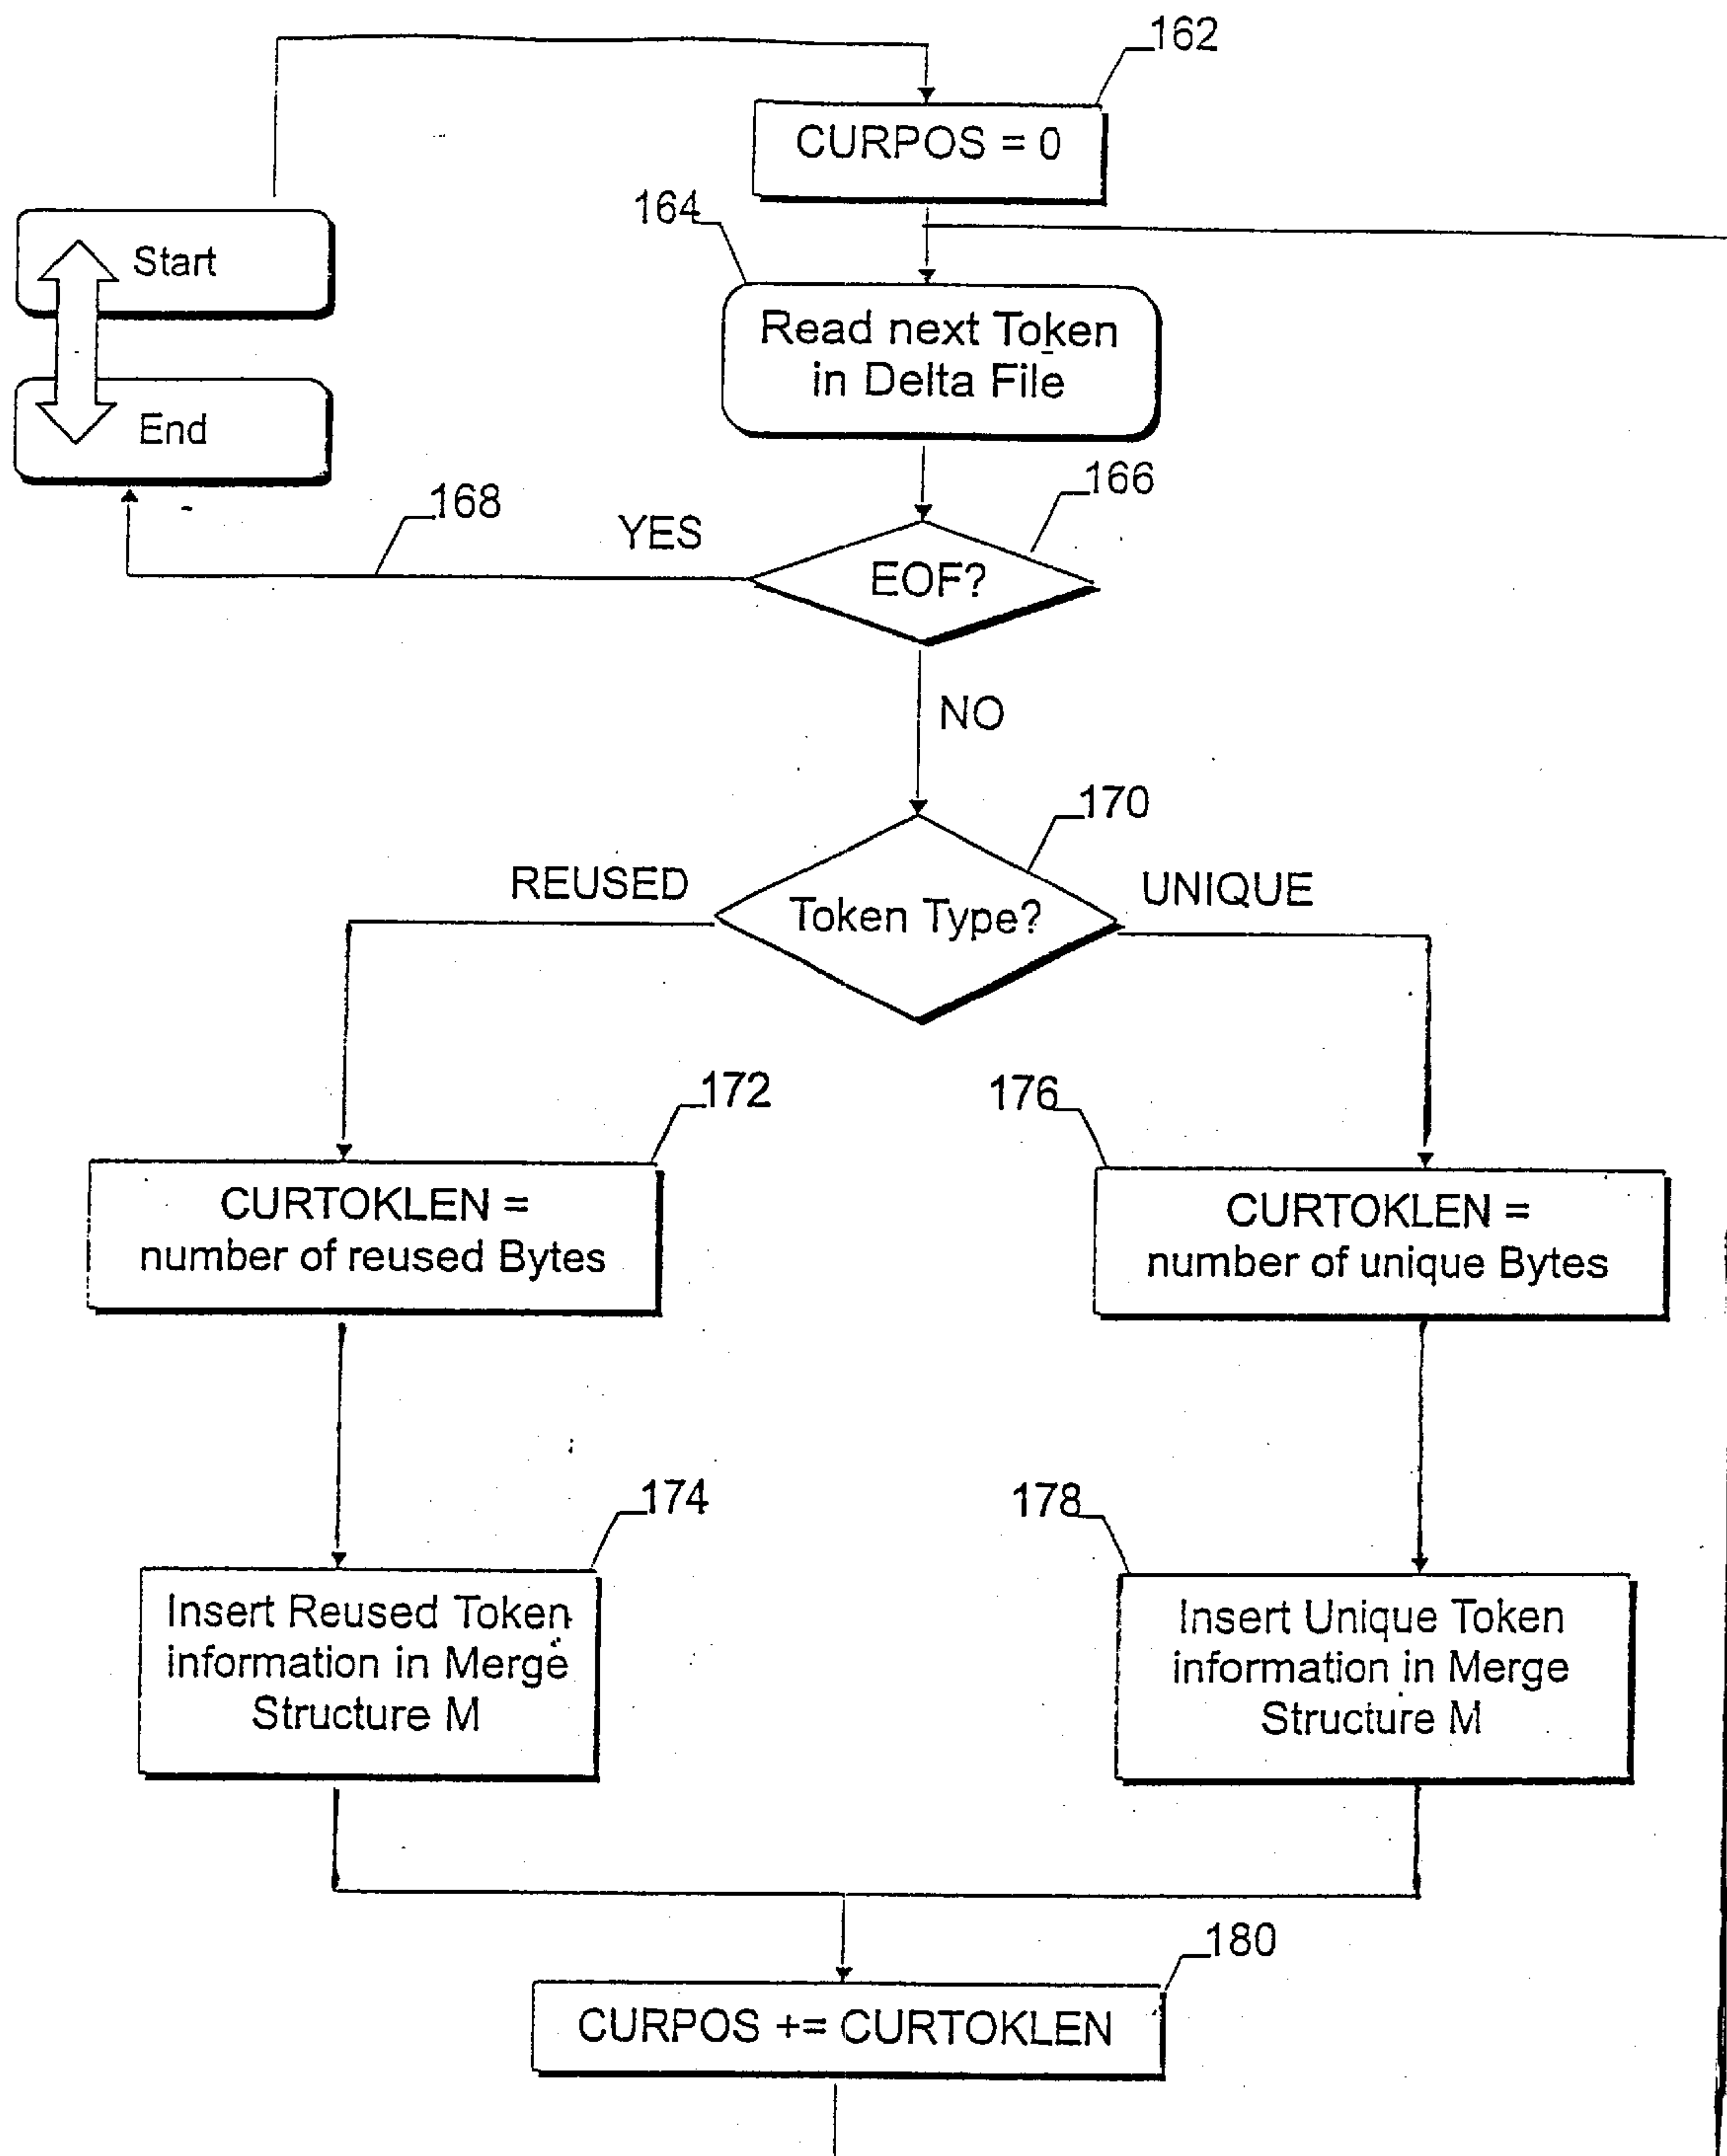 162
CURPOS = 0
164
Start
Read next Token
in Delta File
End
166
168
YES
EOF?
NO
170
REUSED
UNIQUE
Token Type?
172
176
CURTOKLEN =
number of reused Bytes
CURTOKLEN =
number of unique Bytes
174
178
Insert Reused Token
information in Merge
Structure M
Insert Unique Token
information in Merge
Structure M
180
CURPOS += CURTOKLEN